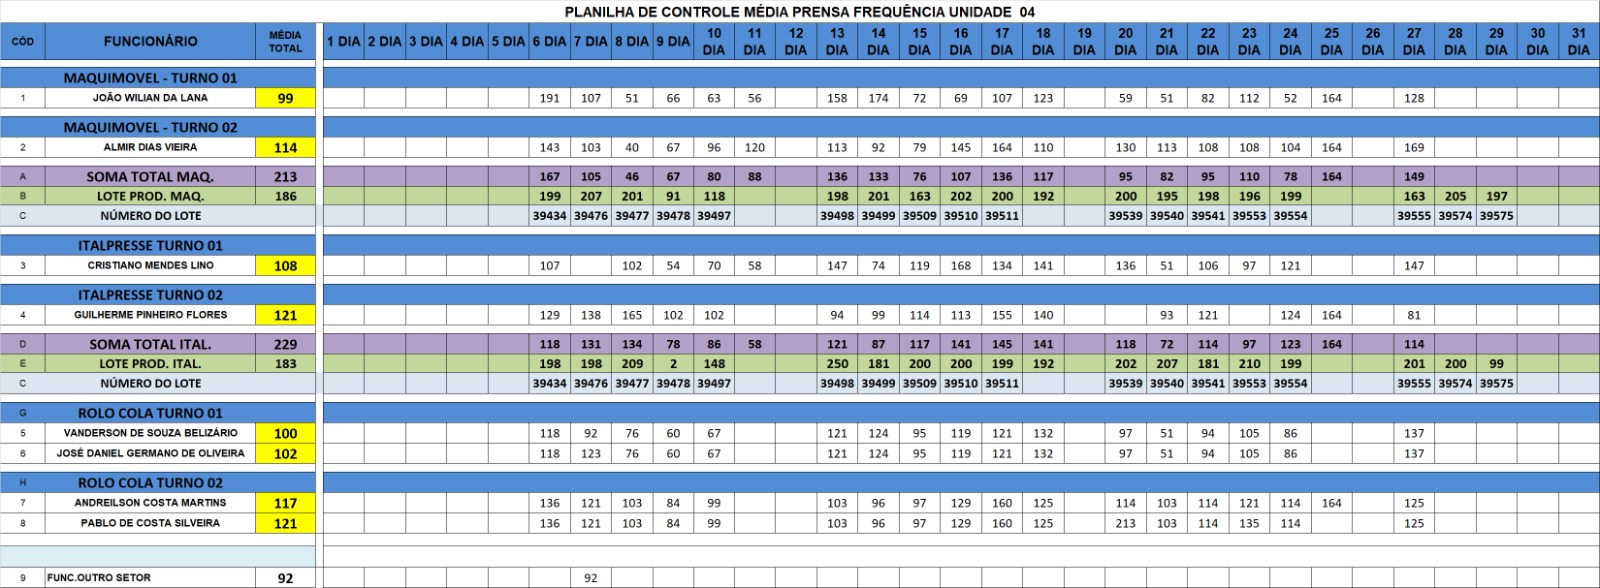 PLANILHA DE CONTROLE MÉDIA PRENSA FREQUÊNCIA UNIDADE 04
CÓD FUNCIONÁRIO MÉDIA TOTAL 1 DIA 2 DIA 3 DIA 4 DIA 5 DIA 6 DIA 7 DIA 8 DIA 9 DIA 10 DIA 11 DIA 12 DIA 13 DIA 14 DIA 15 DIA 16 DIA 17 DIA 18 DIA 19 DIA 20 DIA 21 DIA 22 DIA 23 DIA 24 DIA 25 DIA 26 DIA 27 DIA 28 DIA 29 DIA 30 DIA 31 DIA
MAQUIMOVEL - TURNO 01
1 JOÃO WILIAN DA LANA 99 191 107 51 66 63 56 158 174 72 69 107 123 59 51 82 112 52 164 128
MAQUIMOVEL - TURNO 02
2 ALMIR DIAS VIEIRA 114 143 103 40 67 96 120 113 92 79 145 164 110 130 113 108 108 104 164 169
A SOMA TOTAL MAQ. 213 167 105 46 67 80 88 136 133 76 107 136 117 95 82 95 110 78 164 149
B LOTE PROD. MAQ. 186 199 207 201 91 118 198 201 163 202 200 192 200 195 198 196 199 163 205 197
C NÚMERO DO LOTE 39434 39476 39477 39478 39497 39498 39499 39509 39510 39511 39539 39540 39541 39553 39554 39555 39574 39575
ITALPRESSE TURNO 01
3 CRISTIANO MENDES LINO 108 107 102 54 70 58 147 74 119 168 134 141 136 51 106 97 121 147
ITALPRESSE TURNO 02
4 GUILHERME PINHEIRO FLORES 121 129 138 165 102 102 94 99 114 113 155 140 93 121 124 164 81
D SOMA TOTAL ITAL. 229 118 131 134 78 86 58 121 87 117 141 145 141 118 72 114 97 123 164 114
E LOTE PROD. ITAL. 183 198 198 209 2 148 250 181 200 200 199 192 202 207 181 210 199 201 200 99
C NÚMERO DO LOTE 39434 39476 39477 39478 39497 39498 39499 39509 39510 39511 39539 39540 39541 39553 39554 39555 39574 39575
G ROLO COLA TURNO 01
5 VANDERSON DE SOUZA BELIZÁRIO 100 118 92 76 60 67 121 124 95 119 121 132 97 51 94 105 86 137
6 JOSÉ DANIEL GERMANO DE OLIVEIRA 102 118 123 76 60 67 121 124 95 119 121 132 97 51 94 105 86 137
H ROLO COLA TURNO 02
7 ANDREILSON COSTA MARTINS 117 136 121 103 84 99 103 96 97 129 160 125 114 103 114 121 114 164 125
8 PABLO DE COSTA SILVEIRA 121 136 121 103 84 99 103 96 97 129 160 125 213 103 114 135 114 125
9 FUNC.OUTRO SETOR 92 92